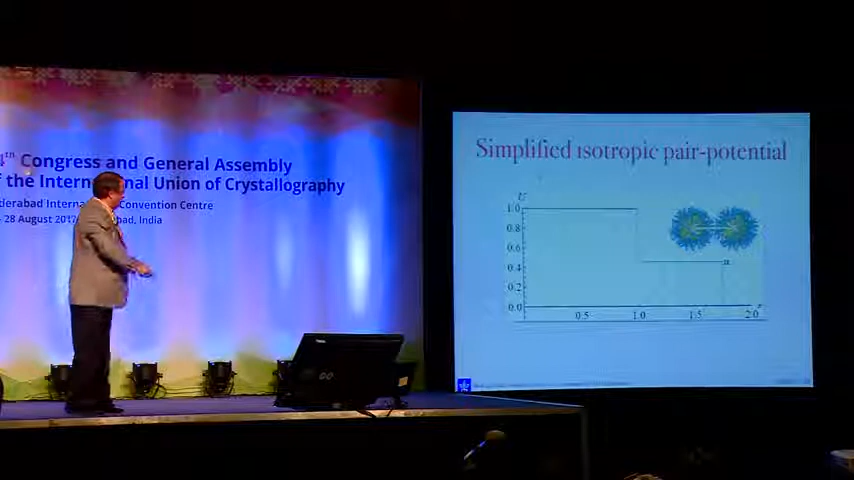 4th Congress and General Assembly
f the International Union of Crystallography
Hyderabad International Convention Centre
- 28 August 2017
bad, India
Simplified isotropic pair-potential
U
1.0
0.8
0.6
0.4
0.2
0.0
0.5
1.0
1.5
2.0
r